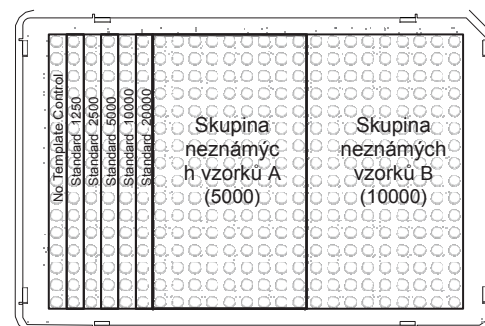 No Template Control
Standard 1250
Standard 2500
Standard 5000
Standard 10000
Standard 20000
Skupina
neznámýc
h vzorků A
(5000)
Skupina
neznámých
vzorků B
(10000)